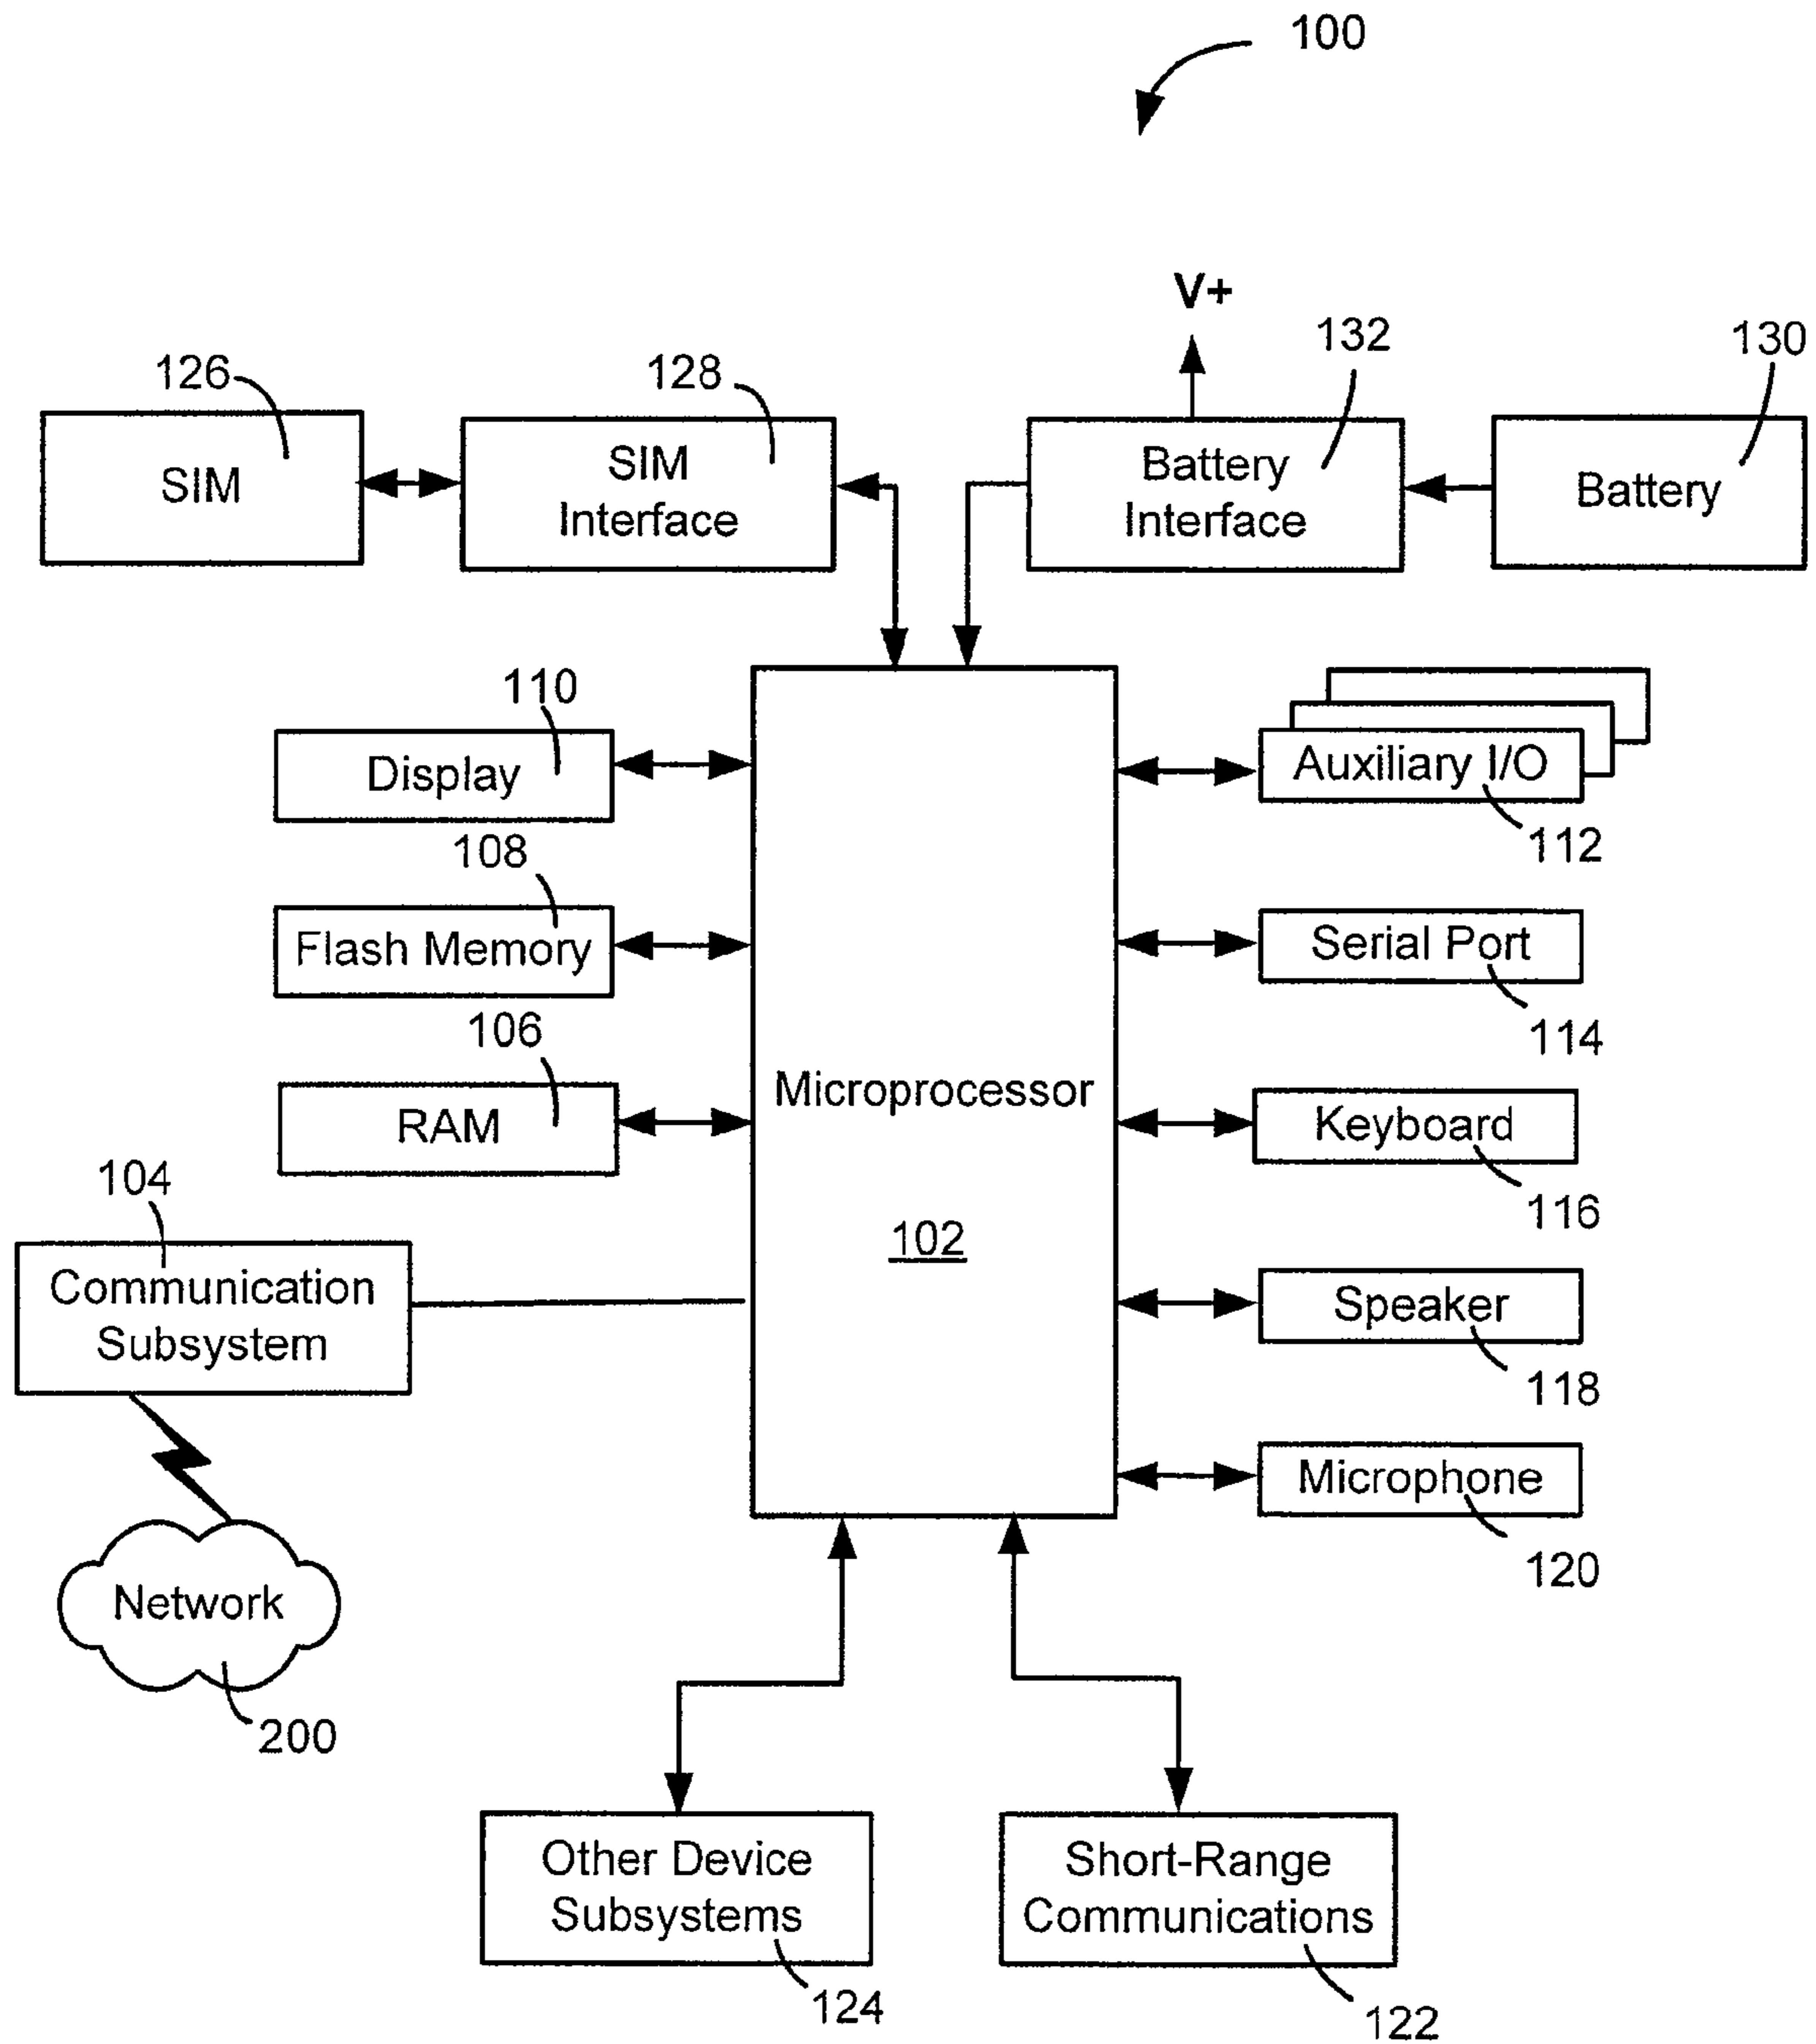 100
V+
132
130
126
128
SIM
SIM
Interface
Battery
Interface
Battery
110
Display
Auxiliary I/O
112
108
Flash Memory
Serial Port
114
106
RAM
Microprocessor
102
Keyboard
116
104
Communication
Subsystem
Speaker
118
Microphone
120
Network
200
Other Device
Subsystems
124
Short-Range
Communications
122